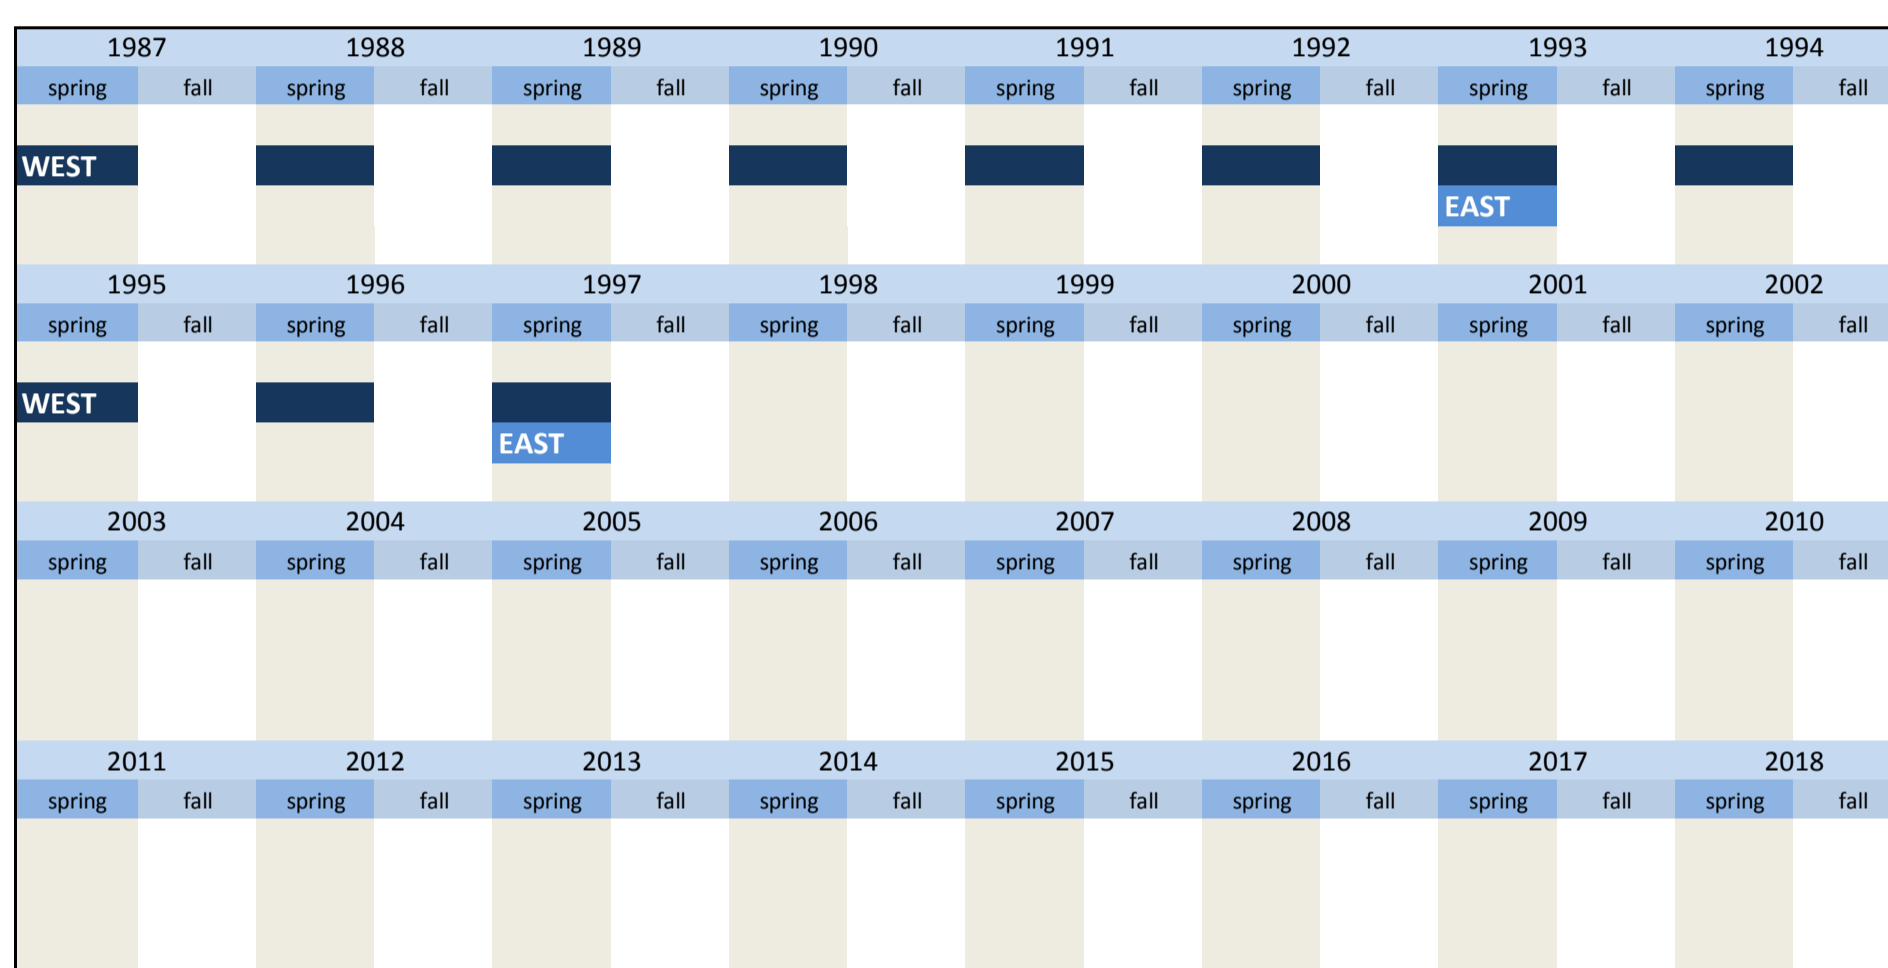 1987 1988 1989 1990 1991 1992 1993 1994
spring fall spring fall spring fall spring fall spring fall spring fall spring fall spring fall
WEST
EAST
1995 1996 1997 1998 1999 2000 2001 2002
spring fall spring fall spring fall spring fall spring fall spring fall spring fall spring fall
WEST
EAST
2003 2004 2005 2006 2007 2008 2009 2010
spring fall spring fall spring fall spring fall spring fall spring fall spring fall spring fall
2011 2012 2013 2014 2015 2016 2017 2018
spring fall spring fall spring fall spring fall spring fall spring fall spring fall spring fall